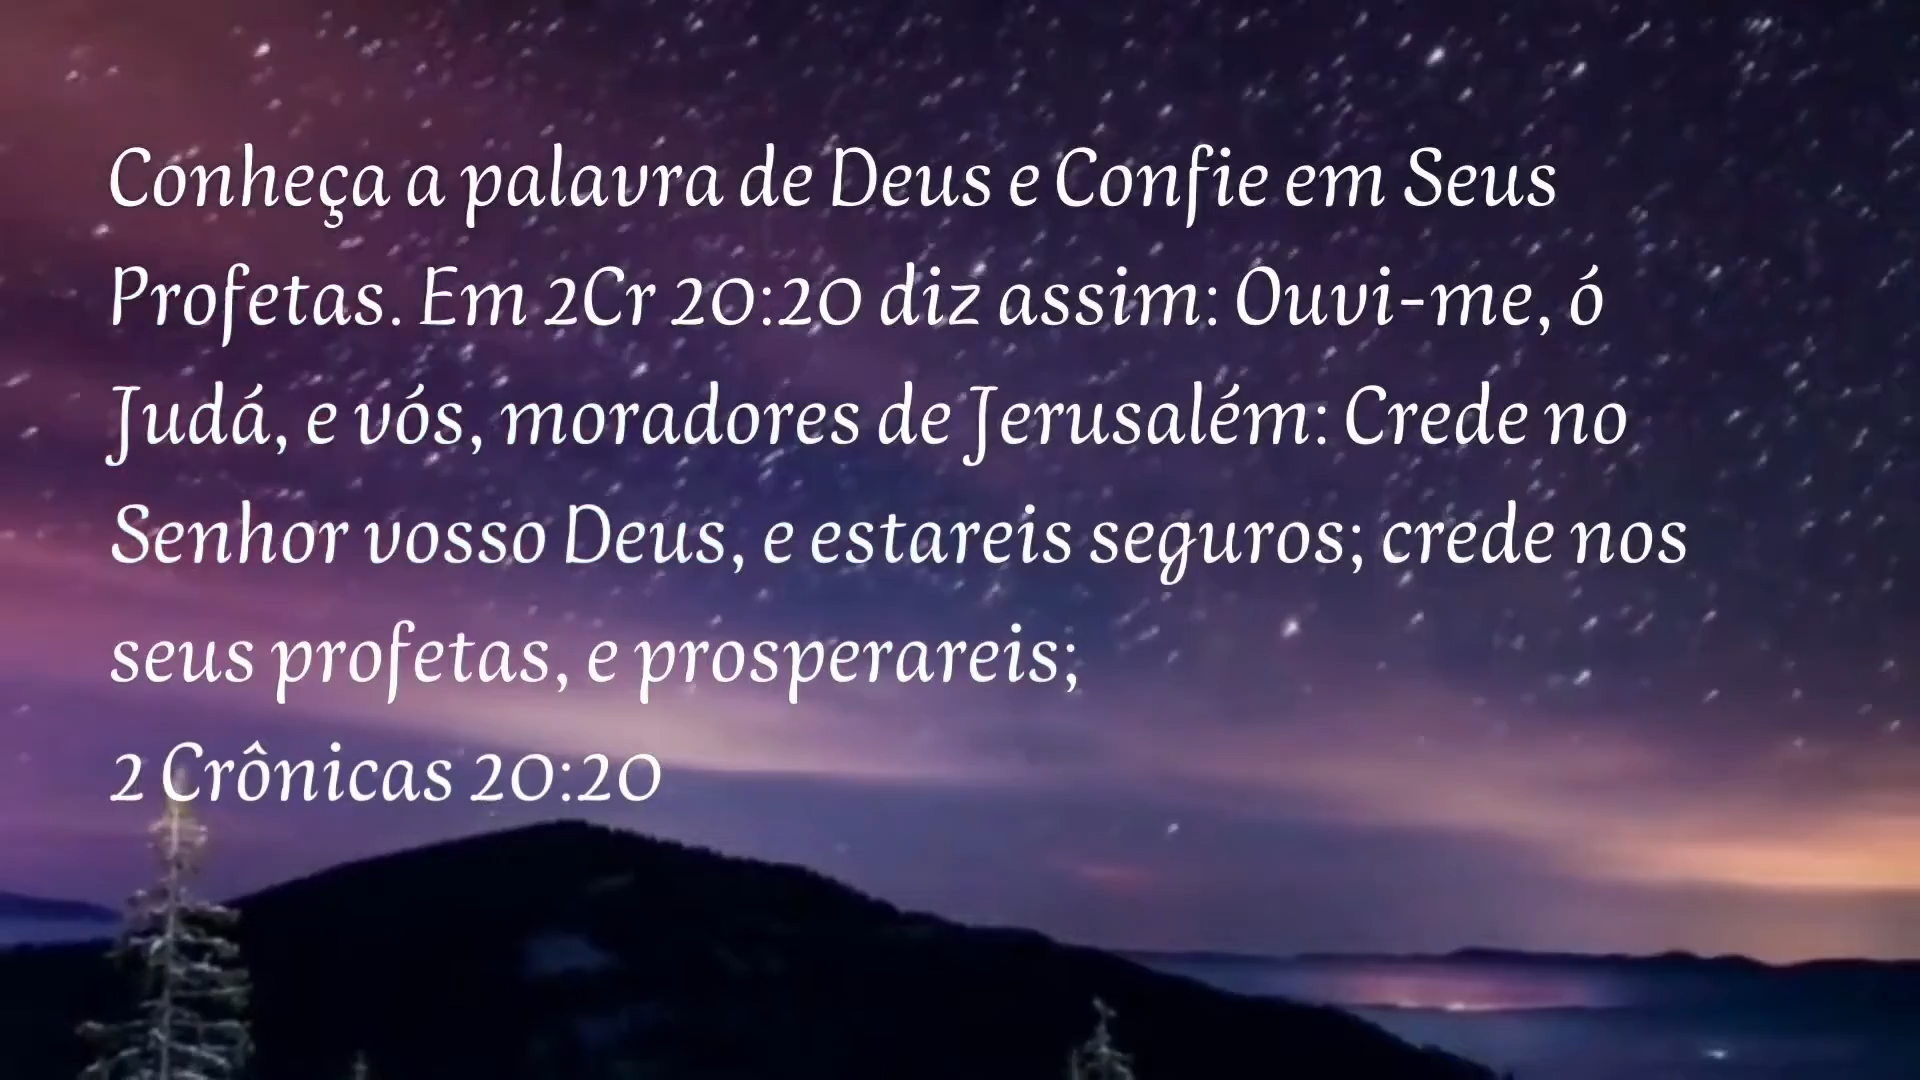 Conheça a palavra de Deus e Confie em Seus
Profetas. Em 2Cr 20:20 diz assim: Ouvi-me, ó
Judá, e vós, moradores de Jerusalém: Crede no
Senhor vosso Deus, e estareis seguros; crede nos
seus profetas, e prosperareis;
2 Crônicas 20:20